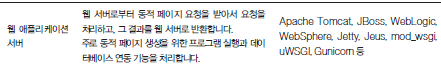 웹 애플리케이션
서버
웹 서버로부터 동적 페이지 요청을 받아서 요청을
처리하고, 그 결과를 웹 서버로 반환합니다.
주로 동적 페이지 생성을 위한 프로그램 실행과 데이
터베이스 연동 기능을 처리합니다.
Apache Tomcat, JBoss, WebLogic,
WebSphere, Jetty, Jeus, mod_wsgi,
uWSGI, Gunicorn 등